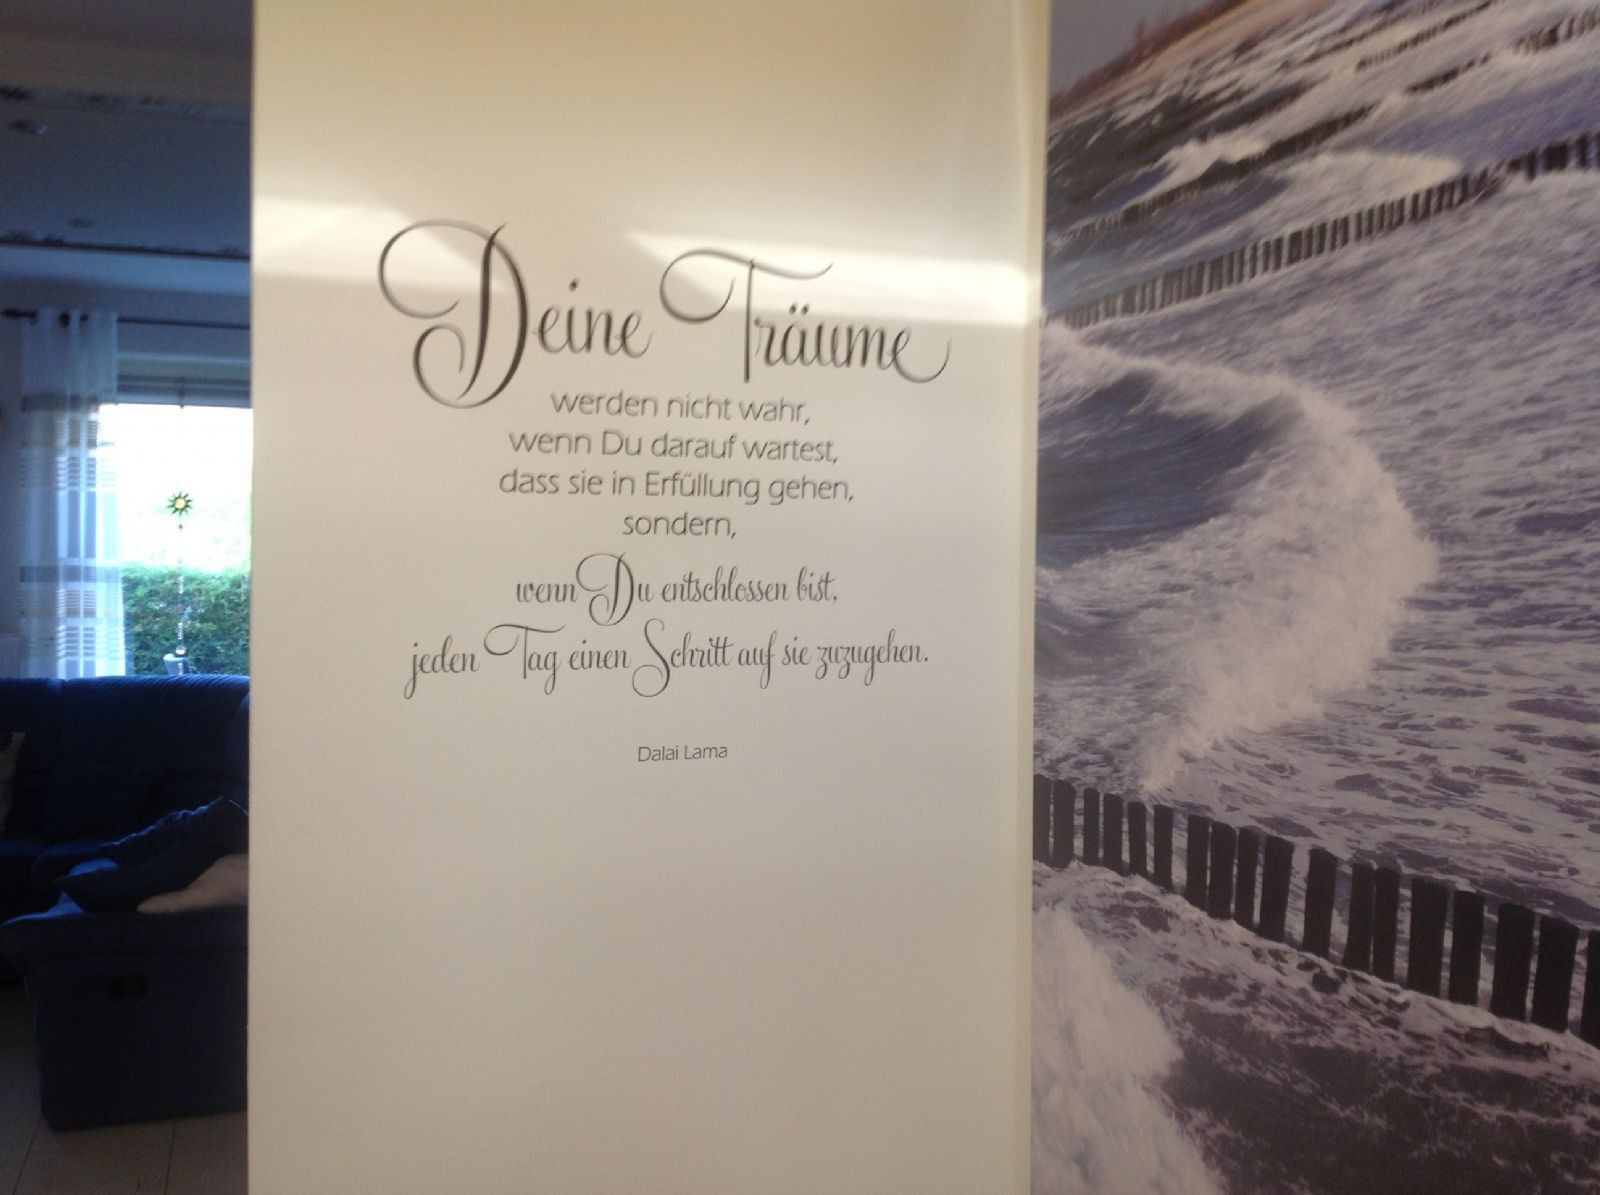 Deine Träume
werden nicht wahr,
wenn Du darauf wartest,
dass sie in Erfüllung gehen,
sondern,
wenn Du entschlossen bist,
jeden Tag einen Schritt auf sie zuzugehen.
Dalai Lama